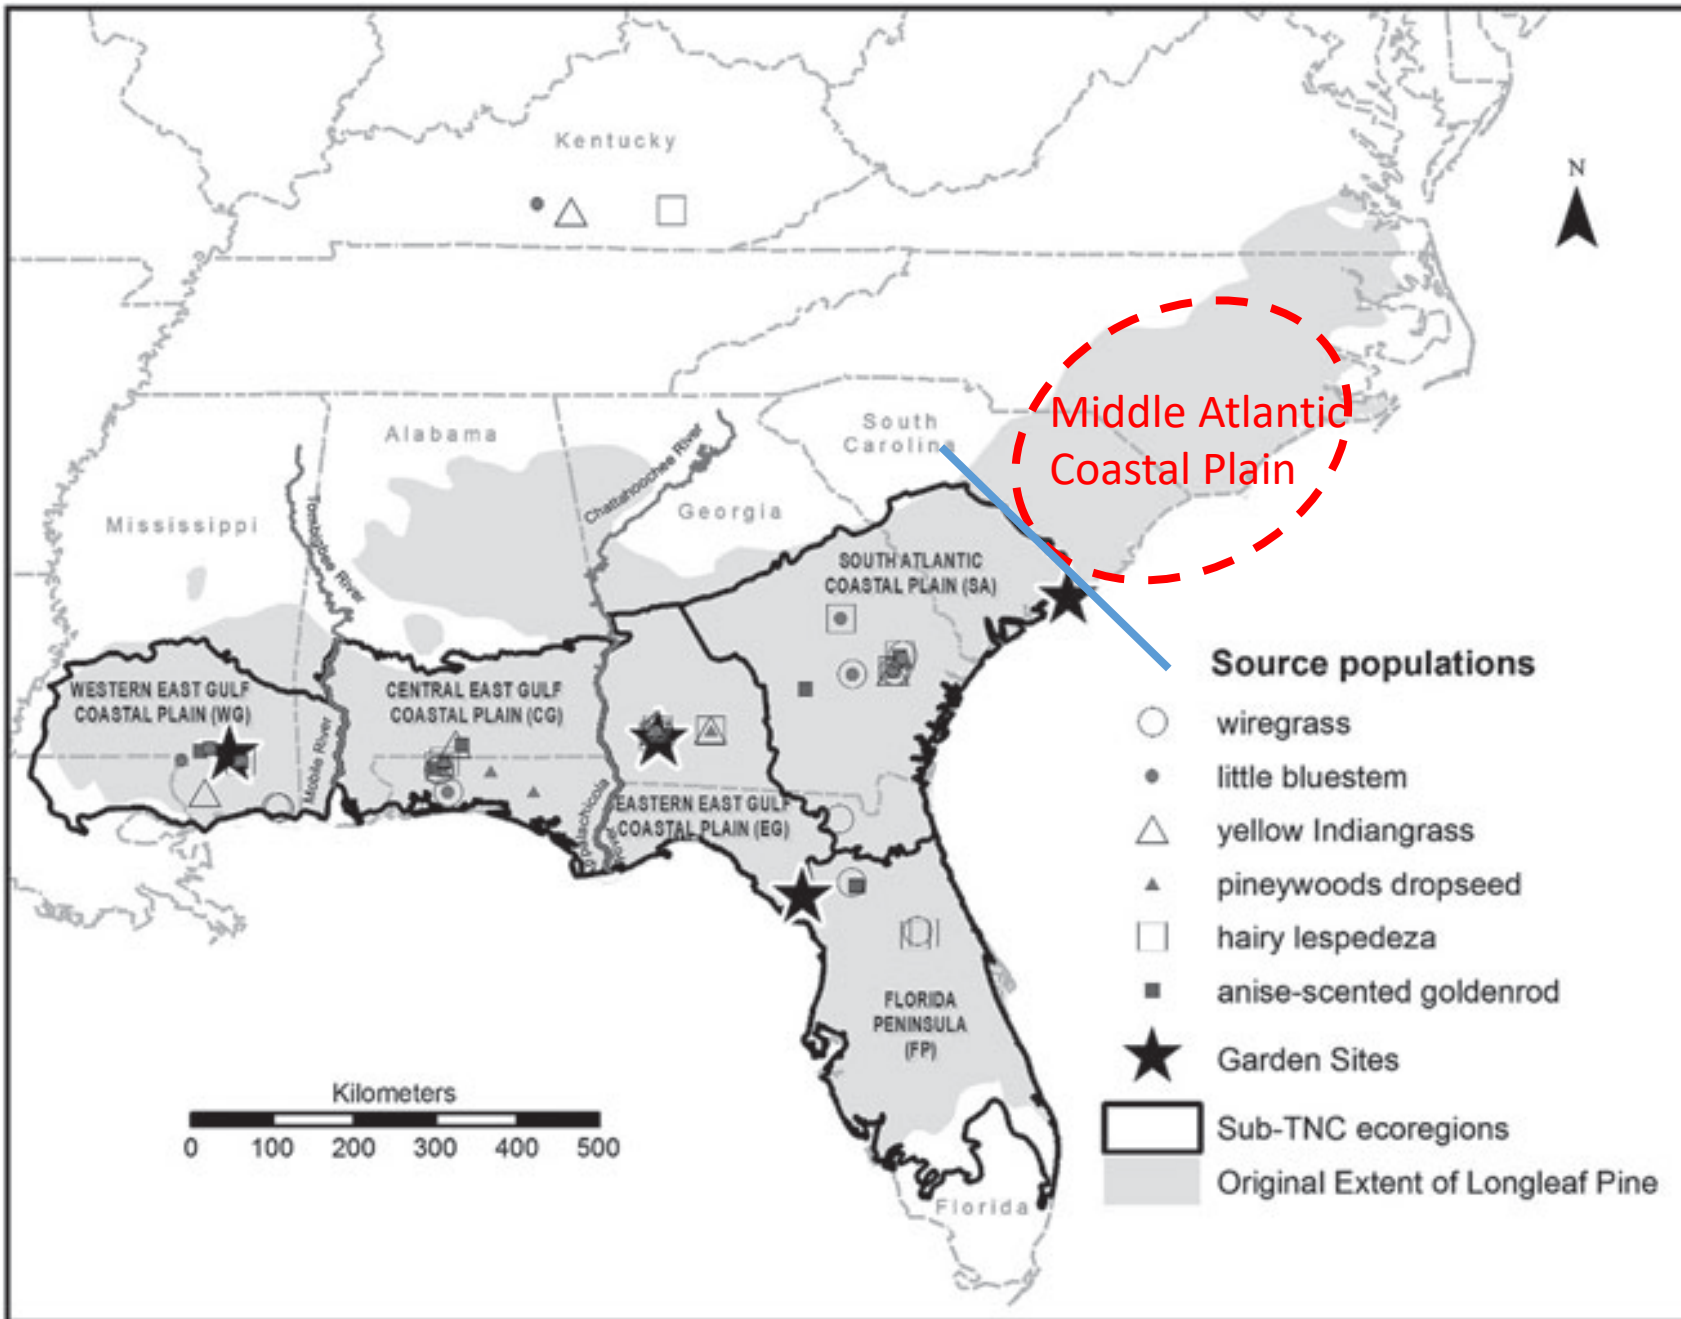 Kentucky
N
Middle Atlantic
Coastal Plain
South
Carolina
Alabama
Chattahoochee River
Georgia
Mississippi
Tombigbee River
SOUTH ATLANTIC
COASTAL PLAIN (SA)
WESTERN EAST GULF
COASTAL PLAIN (WG)
CENTRAL EAST GULF
COASTAL PLAIN (CG)
Mobile River
Appalachicola
River
EASTERN EAST GULF
COASTAL PLAIN (EG)
FLORIDA
PENINSULA
(FP)
Florida
Source populations
wiregrass
little bluestem
yellow Indiangrass
pineywoods dropseed
hairy lespedeza
anise-scented goldenrod
Garden Sites
Sub-TNC ecoregions
Original Extent of Longleaf Pine
Kilometers
0 100 200 300 400 500